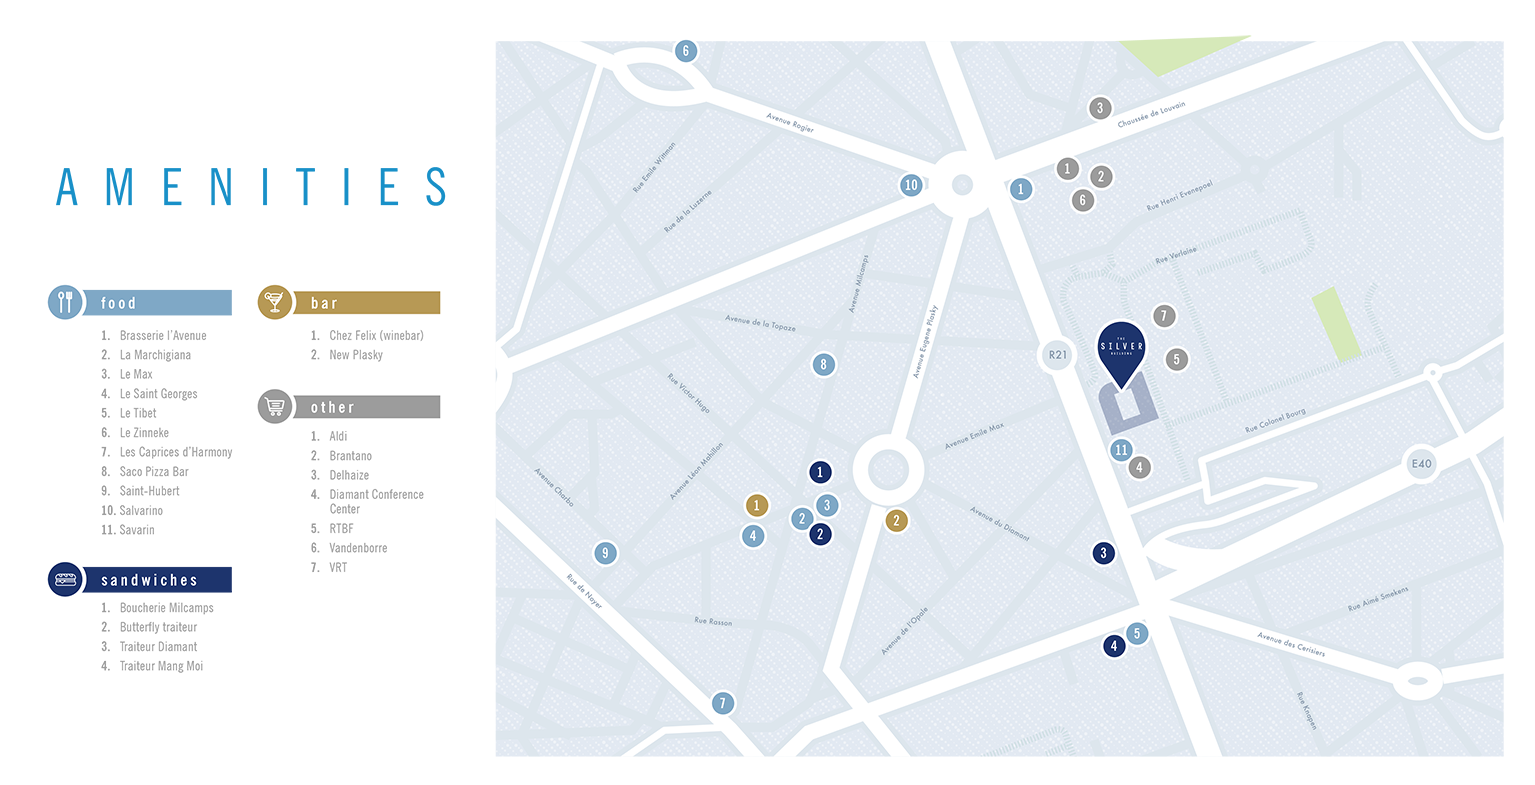 AMENITIES
food
1. Brasserie l'Avenue
2. La Marchigiana
3. Le Max
4. Le Saint Georges
5. Le Tibet
6. Le Zinneke
7. Les Caprices d'Harmony
8. Saco Pizza Bar
9. Saint-Hubert
10. Salvarino
11. Savarin
sandwiches
1. Boucherie Milcamps
2. Butterfly traiteur
3. Traiteur Diamant
4. Traiteur Mang Moi
bar
1. Chez Felix (winebar)
2. New Plasky
other
1. Aldi
2. Brantano
3. Delhaize
4. Diamant Conference
Center
5. RTBF
6. Vandenborre
7. VRT
6
3
Chaussée de Louvain
Avenue Rogier
Rue Emile Wittman
Rue de la Luzerne
10
1
1
2
6
Rue Henri Evenepoel
Rue Verlaine
Avenue Milcamps
Avenue de la Topaze
Avenue Eugene Plasky
7
THE
SILVER
BUILDING
R21
5
8
Rue Victor Hugo
Rue Colonel Bourg
Avenue Emile Max
11
4
E40
Avenue Léon Mahillon
Avenue Charbo
1
1
3
2
4
2
2
Avenue du Diamant
9
3
Rue de Noyer
Rue Rasson
Avenue de l'Opale
Rue Aimé Smekens
5
4
Avenue des Cerisiers
7
Rue Knapen